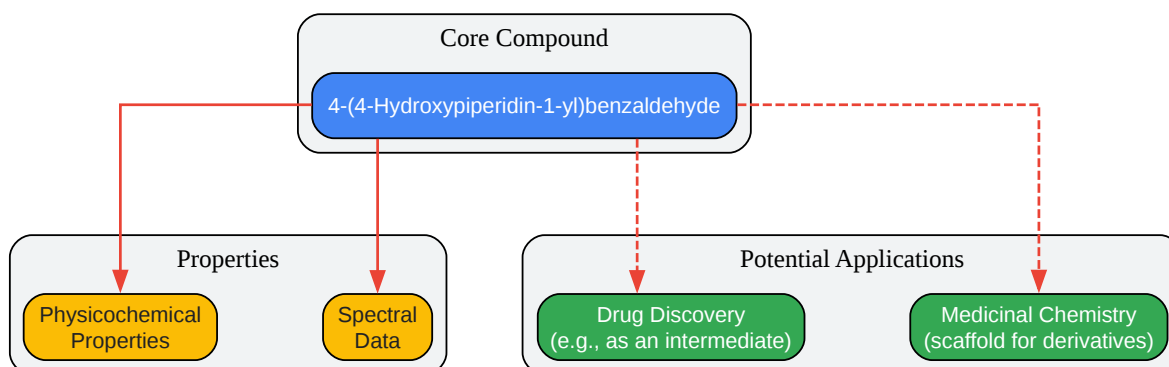 Core Compound
4-(4-Hydroxypiperidin-1-yl)benzaldehyde
Properties
Potential Applications
Physicochemical
Properties
Spectral
Data
Drug Discovery
(e.g., as an intermediate)
Medicinal Chemistry
(scaffold for derivatives)